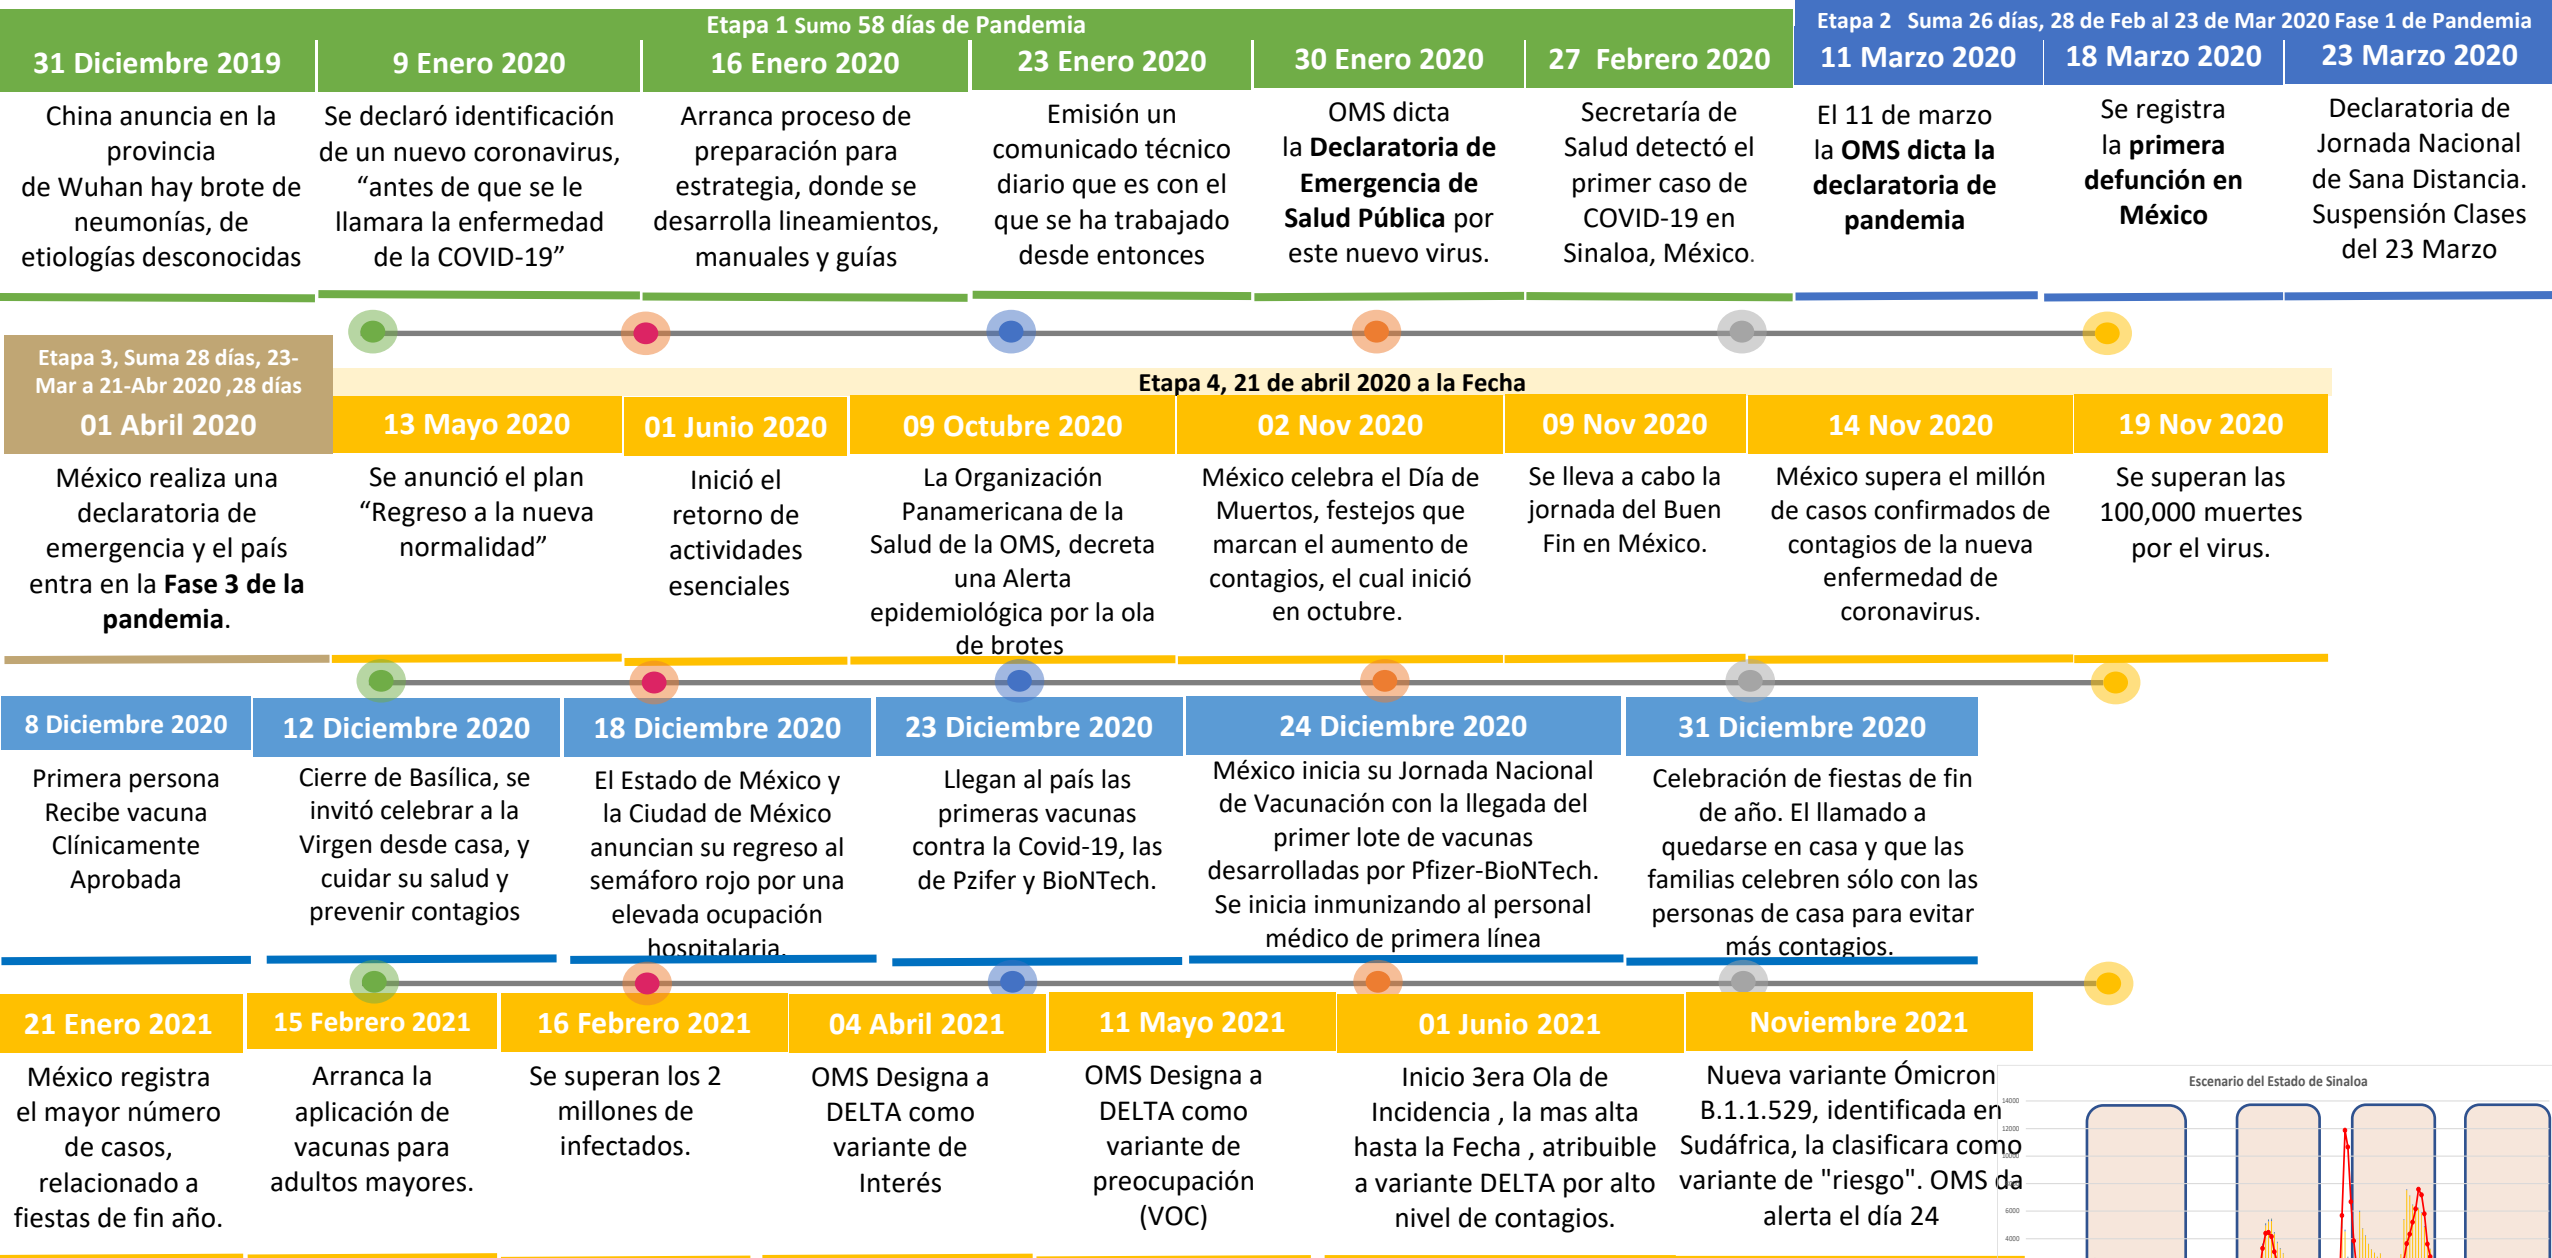 Etapa 1 Sumo 58 días de Pandemia
Etapa 2 Suma 26 días, 28 de Feb al 23 de Mar 2020 Fase 1 de Pandemia
31 Diciembre 2019
China anuncia en la
provincia
de Wuhan hay brote de
neumonías, de
etiologías desconocidas
9 Enero 2020
Se declaró identificación
de un nuevo coronavirus,
“antes de que se le
llamara la enfermedad
de la COVID-19”
16 Enero 2020
Arranca proceso de
preparación para
estrategia, donde se
desarrolla lineamientos,
manuales y guías
23 Enero 2020
Emisión un
comunicado técnico
diario que es con el
que se ha trabajado
desde entonces
30 Enero 2020
OMS dicta
la Declaratoria de
Emergencia de
Salud Pública por
este nuevo virus.
27 Febrero 2020
Secretaría de
Salud detectó el
primer caso de
COVID-19 en
Sinaloa, México.
11 Marzo 2020
El 11 de marzo
la OMS dicta la
declaratoria de
pandemia
18 Marzo 2020
Se registra
la primera
defunción en
México
23 Marzo 2020
Declaratoria de
Jornada Nacional
de Sana Distancia.
Suspensión Clases
del 23 Marzo
Etapa 3, Suma 28 días, 23-
Mar a 21-Abr 2020 ,28 días
01 Abril 2020
México realiza una
declaratoria de
emergencia y el país
entra en la Fase 3 de la
pandemia.
Etapa 4, 21 de abril 2020 a la Fecha
13 Mayo 2020
Se anunció el plan
“Regreso a la nueva
normalidad”
01 Junio 2020
Inició el
retorno de
actividades
esenciales
09 Octubre 2020
La Organización
Panamericana de la
Salud de la OMS, decreta
una Alerta
epidemiológica por la ola
de brotes
02 Nov 2020
México celebra el Día de
Muertos, festejos que
marcan el aumento de
contagios, el cual inició
en octubre.
09 Nov 2020
Se lleva a cabo la
jornada del Buen
Fin en México.
14 Nov 2020
México supera el millón
de casos confirmados de
contagios de la nueva
enfermedad de
coronavirus.
19 Nov 2020
Se superan las
100,000 muertes
por el virus.
8 Diciembre 2020
Primera persona
Recibe vacuna
Clínicamente
Aprobada
12 Diciembre 2020
Cierre de Basílica, se
invitó celebrar a la
Virgen desde casa, y
cuidar su salud y
prevenir contagios
18 Diciembre 2020
El Estado de México y
la Ciudad de México
anuncian su regreso al
semáforo rojo por una
elevada ocupación
hospitalaria.
23 Diciembre 2020
Llegan al país las
primeras vacunas
contra la Covid-19, las
de Pzifer y BioNTech.
24 Diciembre 2020
México inicia su Jornada Nacional
de Vacunación con la llegada del
primer lote de vacunas
desarrolladas por Pfizer-BioNTech.
Se inicia inmunizando al personal
médico de primera línea
31 Diciembre 2020
Celebración de fiestas de fin
de año. El llamado a
quedarse en casa y que las
familias celebren sólo con las
personas de casa para evitar
más contagios.
21 Enero 2021
México registra
el mayor número
de casos,
relacionado a
fiestas de fin año.
15 Febrero 2021
Arranca la
aplicación de
vacunas para
adultos mayores.
16 Febrero 2021
Se superan los 2
millones de
infectados.
04 Abril 2021
OMS Designa a
DELTA como
variante de
Interés
11 Mayo 2021
OMS Designa a
DELTA como
variante de
preocupación
(VOC)
01 Junio 2021
Inicio 3era Ola de
Incidencia , la mas alta
hasta la Fecha , atribuible
a variante DELTA por alto
nivel de contagios.
Noviembre 2021
Nueva variante Ómicron
B.1.1.529, identificada en
Sudáfrica, la clasificara como
variante de "riesgo". OMS da
alerta el día 24
Escenario del Estado de Sinaloa
14000
12000
10000
6000
4000